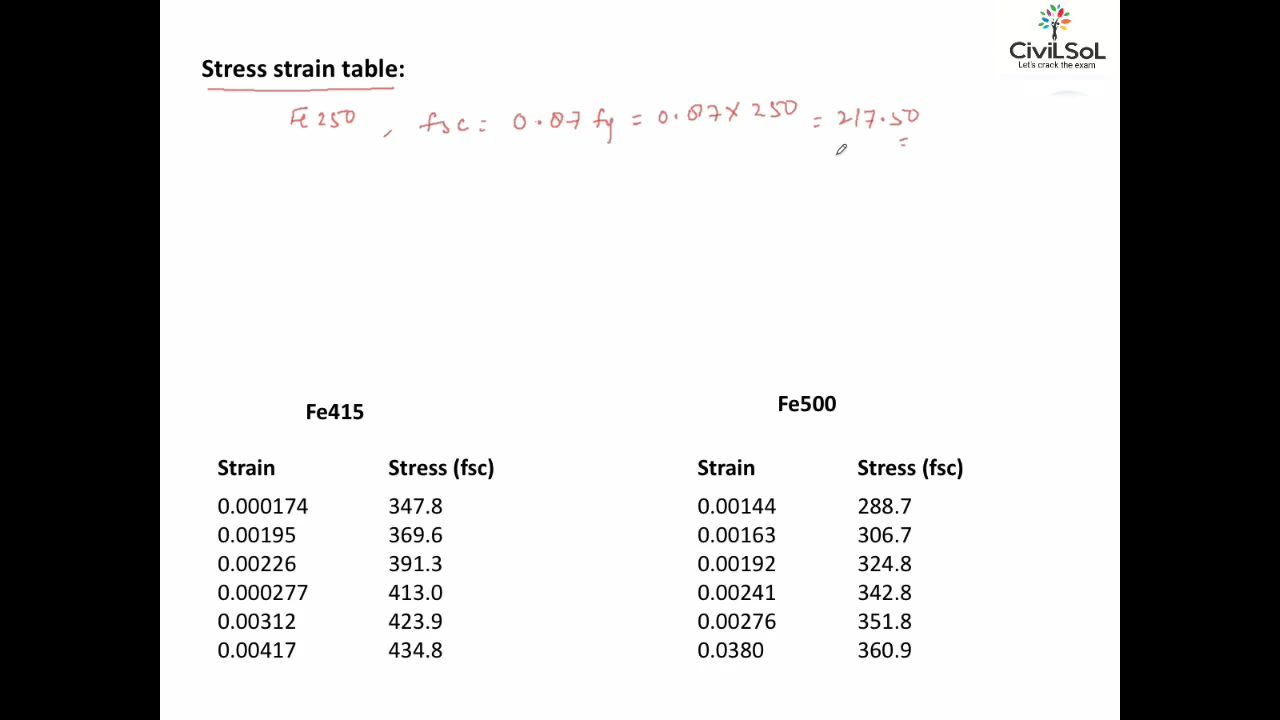 CiviLSoL
Let's crack the exam
Stress strain table:
Fe 250 , fsc = 0.87 fy = 0.87 x 250 = 217.50
Fe415
Strain Stress (fsc)
0.000174 347.8
0.00195 369.6
0.00226 391.3
0.000277 413.0
0.00312 423.9
0.00417 434.8
Fe500
Strain Stress (fsc)
0.00144 288.7
0.00163 306.7
0.00192 324.8
0.00241 342.8
0.00276 351.8
0.0380 360.9